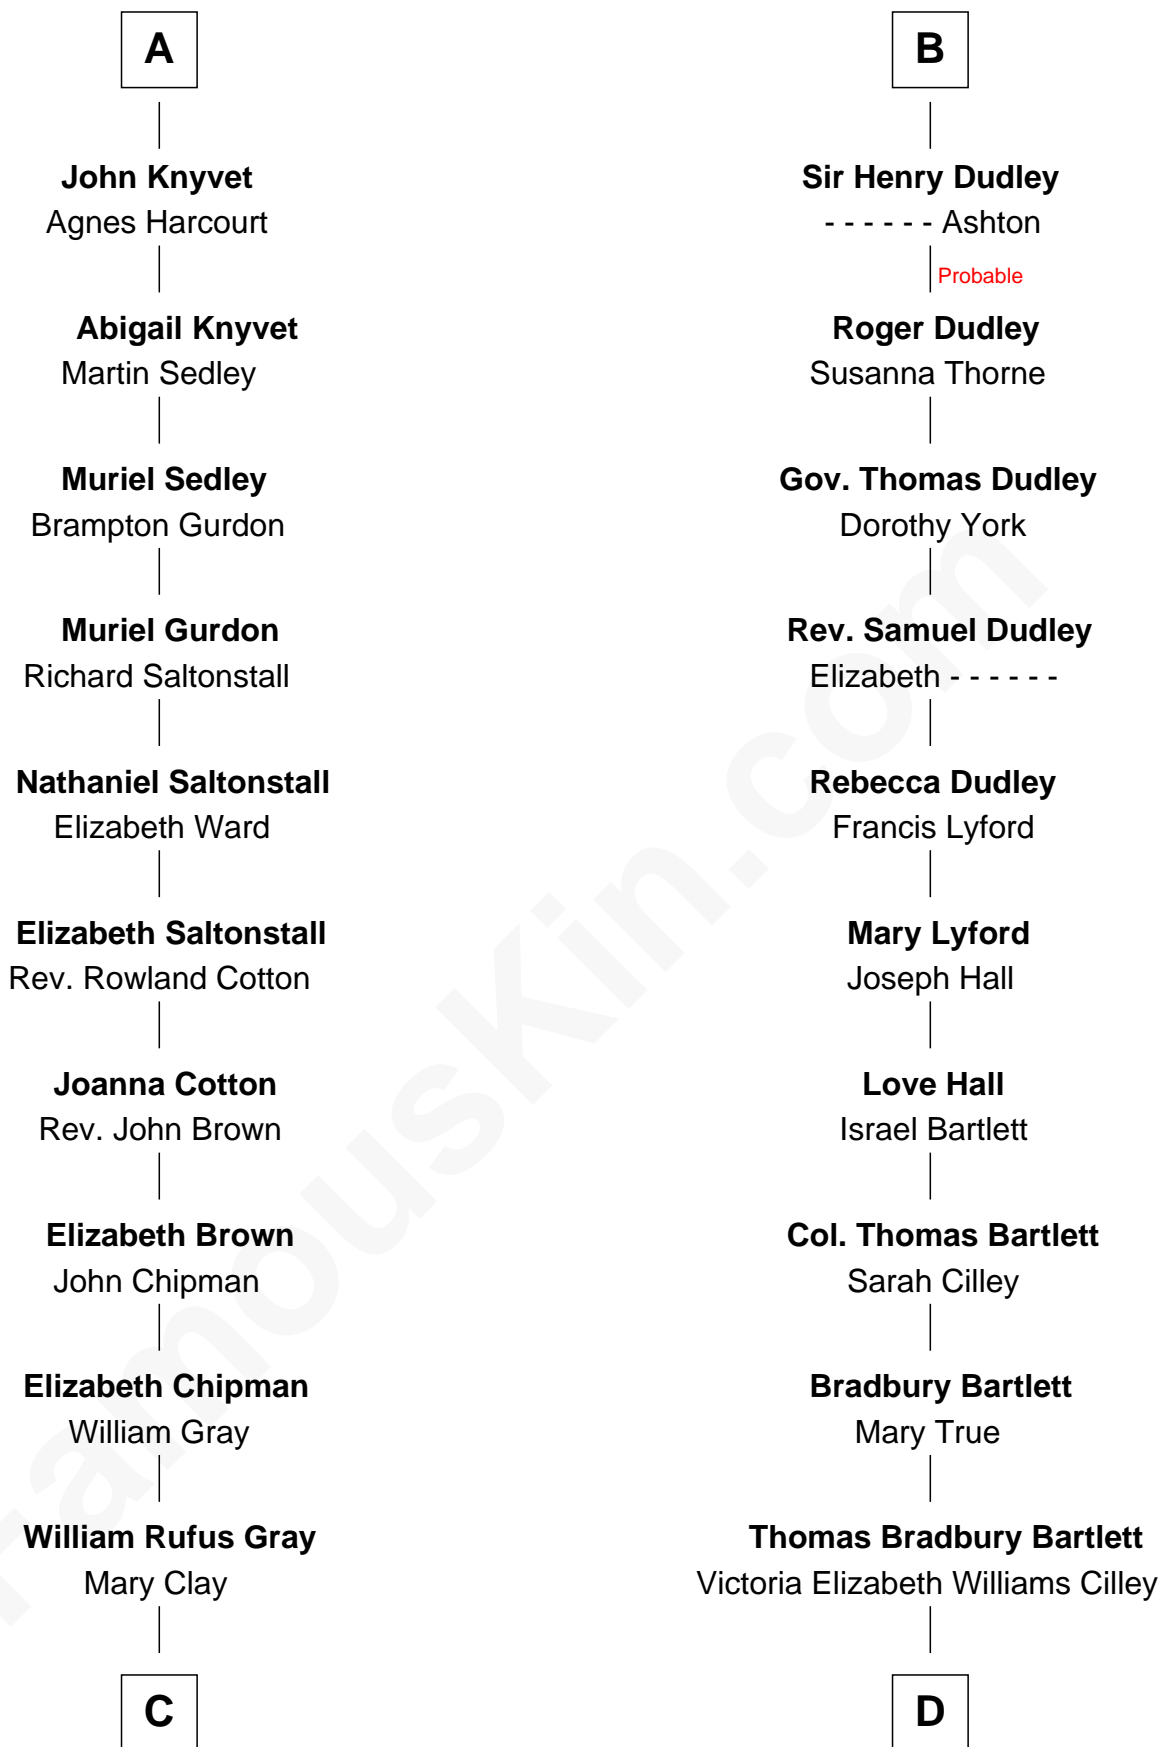 A
John Knyvet
Agnes Harcourt
Abigail Knyvet
Martin Sedley
Muriel Sedley
Brampton Gurdon
Muriel Gurdon
Richard Saltonstall
Nathaniel Saltonstall
Elizabeth Ward
Elizabeth Saltonstall
Rev. Rowland Cotton
Joanna Cotton
Rev. John Brown
Elizabeth Brown
John Chipman
Elizabeth Chipman
William Gray
William Rufus Gray
Mary Clay
C
B
Sir Henry Dudley
- - - - - - Ashton
Probable
Roger Dudley
Susanna Thorne
Gov. Thomas Dudley
Dorothy York
Rev. Samuel Dudley
Elizabeth - - - - - -
Rebecca Dudley
Francis Lyford
Mary Lyford
Joseph Hall
Love Hall
Israel Bartlett
Col. Thomas Bartlett
Sarah Cilley
Bradbury Bartlett
Mary True
Thomas Bradbury Bartlett
Victoria Elizabeth Williams Cilley
D
FamousKin.com